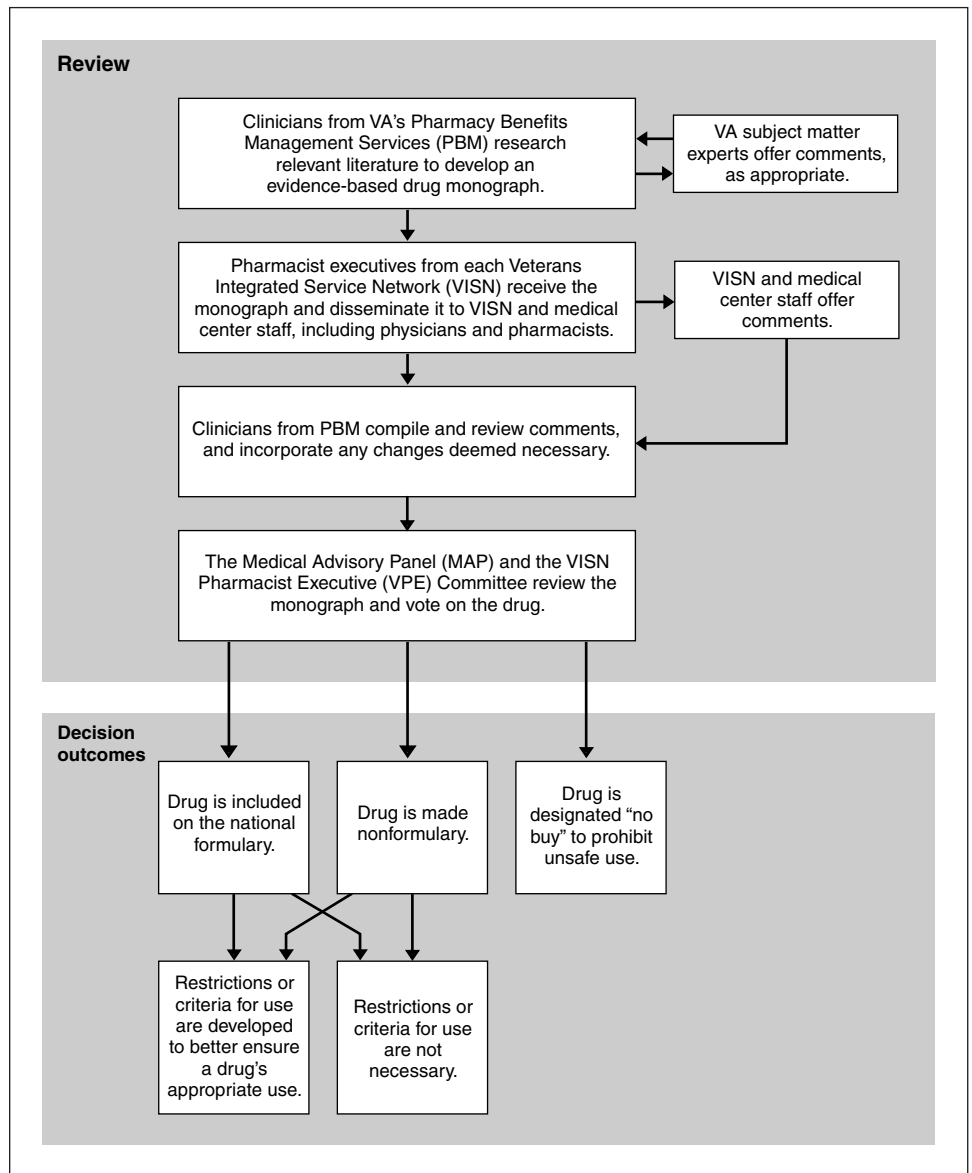 Review
Clinicians from VA's Pharmacy Benefits
Management Services (PBM) research
relevant literature to develop an
evidence-based drug monograph.
VA subject matter
experts offer comments,
as appropriate.
Pharmacist executives from each Veterans
Integrated Service Network (VISN) receive the
monograph and disseminate it to VISN and medical
center staff, including physicians and pharmacists.
VISN and medical
center staff offer
comments.
Clinicians from PBM compile and review comments,
and incorporate any changes deemed necessary.
The Medical Advisory Panel (MAP) and the VISN
Pharmacist Executive (VPE) Committee review the
monograph and vote on the drug.
Decision
outcomes
Drug is included
on the national
formulary.
Drug is made
nonformulary.
Drug is
designated "no
buy" to prohibit
unsafe use.
Restrictions or
criteria for use
are developed
to better ensure
a drug's
appropriate use.
Restrictions or
criteria for use
are not
necessary.